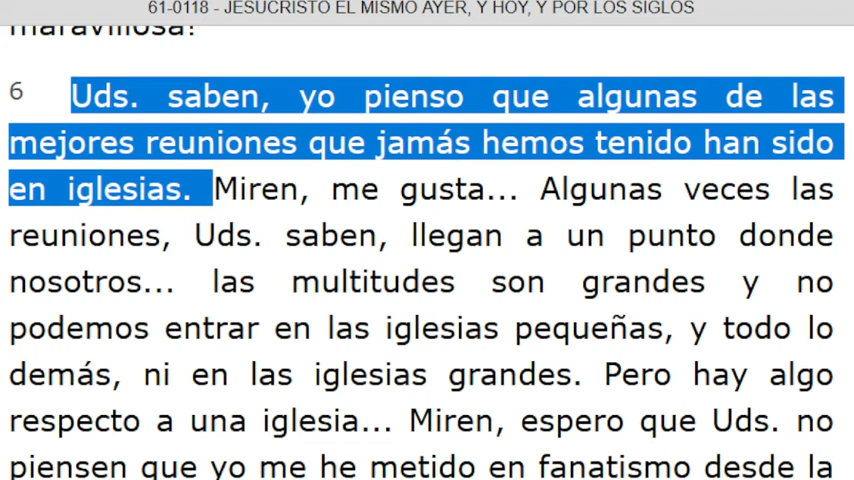 61-0118 - JESUCRISTO EL MISMO AYER, Y HOY, Y POR LOS SIGLOS
maravillosa!
6 Uds. saben, yo pienso que algunas de las
mejores reuniones que jamás hemos tenido han sido
en iglesias. Miren, me gusta... Algunas veces las
reuniones, Uds. saben, llegan a un punto donde
nosotros... las multitudes son grandes y no
podemos entrar en las iglesias pequeñas, y todo lo
demás, ni en las iglesias grandes. Pero hay algo
respecto a una iglesia... Miren, espero que Uds. no
piensen que yo me he metido en fanatismo desde la